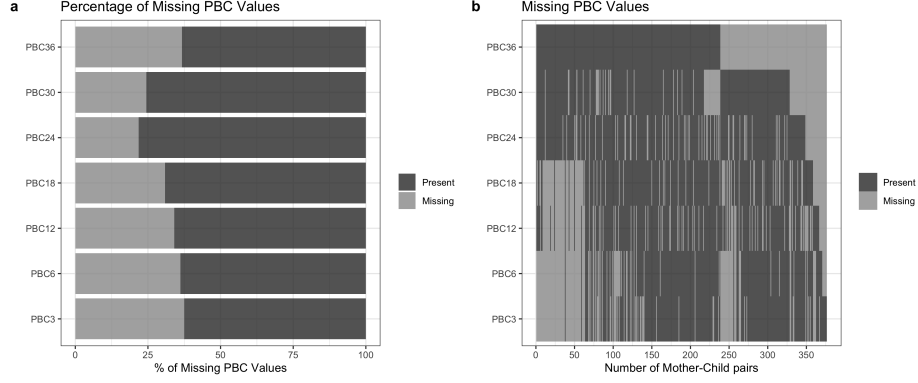 a Percentage of Missing PBC Values
PBC36
PBC30
PBC24
PBC18
PBC12
PBC6
PBC3
0 25 50 75 100
% of Missing PBC Values
Present
Missing
b Missing PBC Values
PBC36
PBC30
PBC24
PBC18
PBC12
PBC6
PBC3
0 50 100 150 200 250 300 350
Number of Mother-Child pairs
Present
Missing